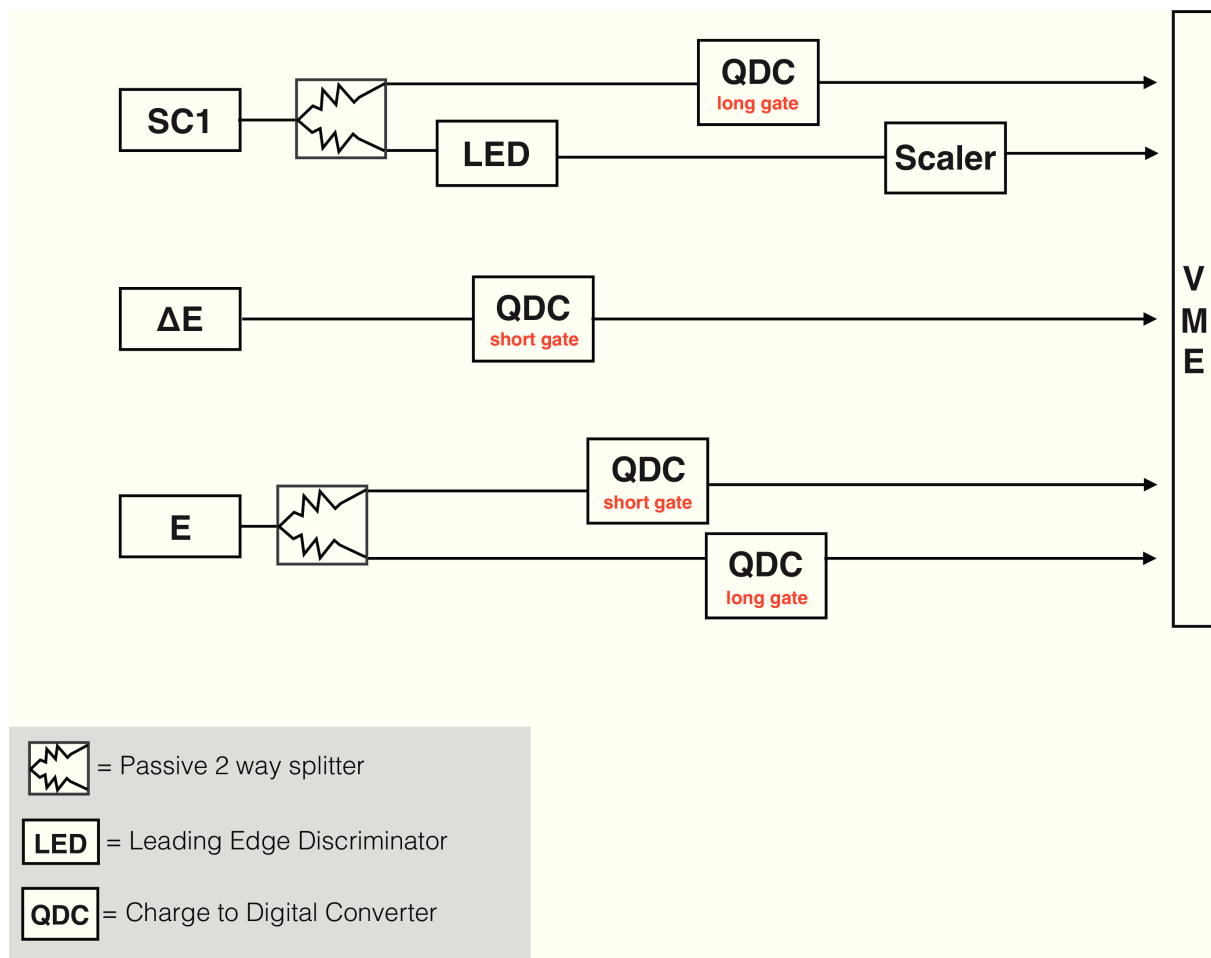 QDC
long gate
SC1
LED
Scaler
V
M
E
ΔE
QDC
short gate
QDC
short gate
E
QDC
long gate
= Passive 2 way splitter
LED = Leading Edge Discriminator
QDC = Charge to Digital Converter